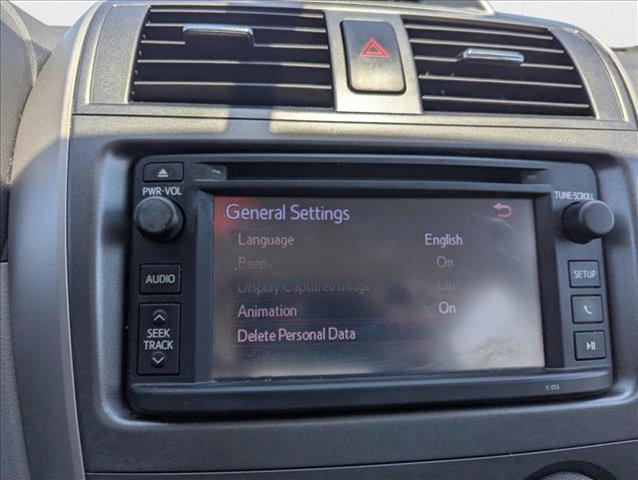 PWR•VOL
TUNE•SCROLL
General Settings
Language English
Beep On
Display Captured Image
Animation On
Delete Personal Data
AUDIO
SEEK
TRACK
SETUP